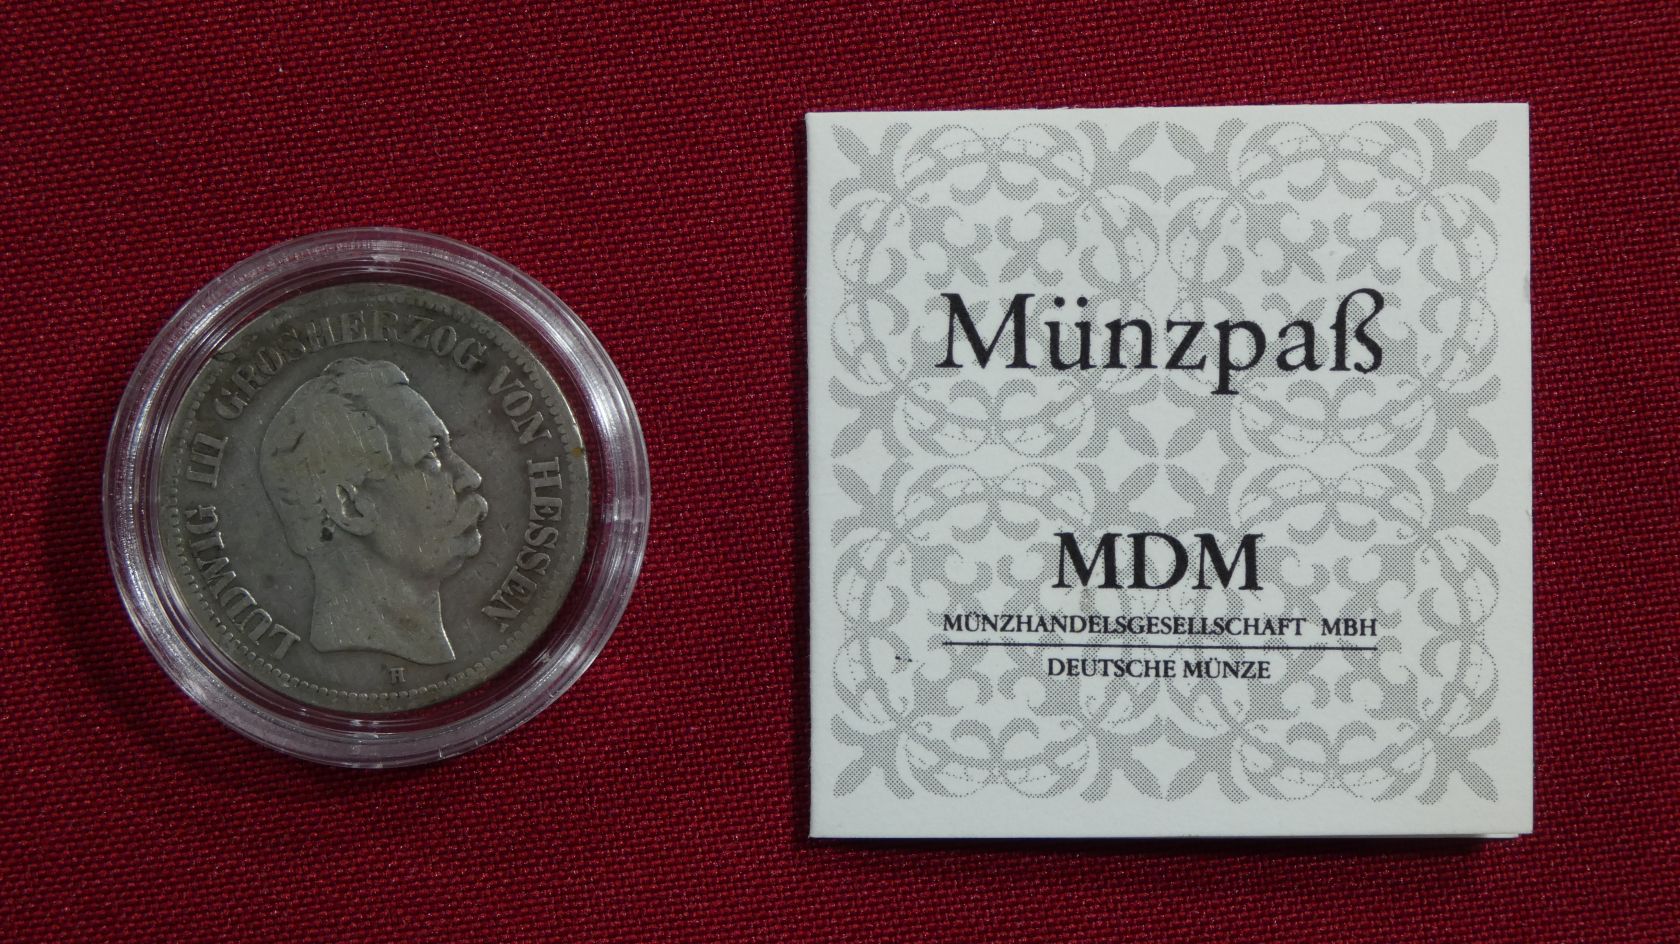 LUDWIG III GROSHERZOG VON HESSEN
H
Münzpaß
MDM
MÜNZHANDELSGESELLSCHAFT MBH
DEUTSCHE MÜNZE